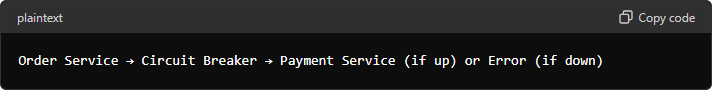 plaintext
Copy code
Order Service → Circuit Breaker → Payment Service (if up) or Error (if down)